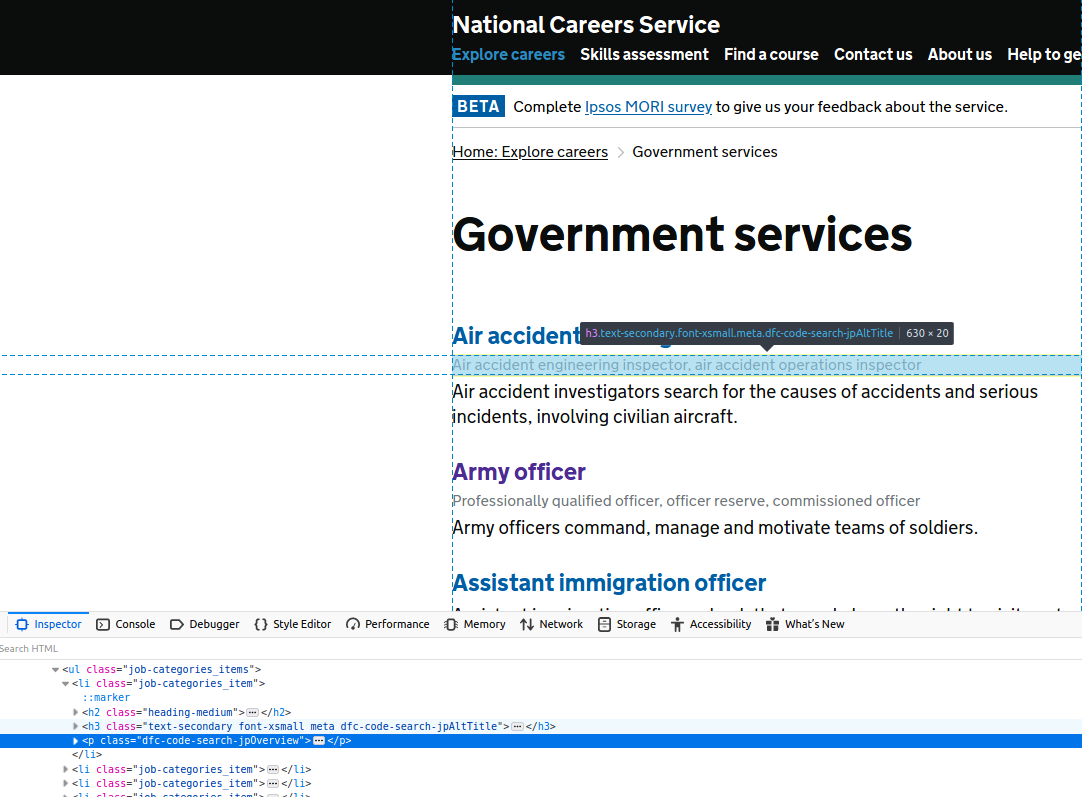 National Careers Service
Explore careers Skills assessment Find a course Contact us About us Help to ge
BETA Complete Ipsos MORI survey to give us your feedback about the service.
Home: Explore careers Government services
Government services
Air accident
h3.text-secondary.font-xsmall.meta.dfc-code-search-jpAltTitle 630 × 20
Air accident engineering inspector, air accident operations inspector
Air accident investigators search for the causes of accidents and serious
incidents, involving civilian aircraft.
Army officer
Professionally qualified officer, officer reserve, commissioned officer
Army officers command, manage and motivate teams of soldiers.
Assistant immigration officer
Inspector Console Debugger {} Style Editor Performance Memory Network Storage Accessibility What's New
Search HTML
<ul class="job-categories_items">
<li class="job-categories_item">
::marker
<h2 class="heading-medium"> ⋯ </h2>
<h3 class="text-secondary font-xsmall meta dfc-code-search-jpAltTitle"> ⋯ </h3>
<p class="dfc-code-search-jpOverview"> ⋯ </p>
</li>
<li class="job-categories_item"> ⋯ </li>
<li class="job-categories_item"> ⋯ </li>
<li class="job-categories_item"> ⋯ </li>